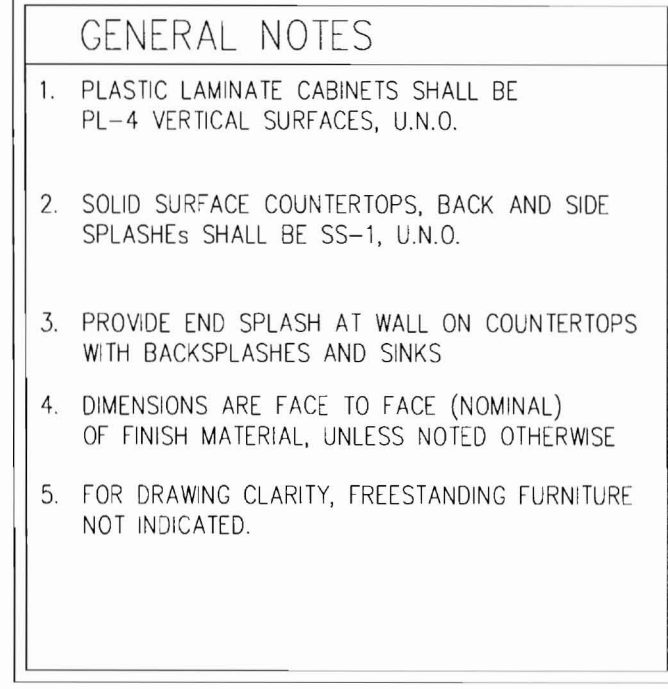 GENERAL NOTES
1. PLASTIC LAMINATE CABINETS SHALL BE
PL-4 VERTICAL SURFACES, U.N.O.
2. SOLID SURFACE COUNTERTOPS, BACK AND SIDE
SPLASHEs SHALL BE SS-1, U.N.O.
3. PROVIDE END SPLASH AT WALL ON COUNTERTOPS
WITH BACKSPLASHES AND SINKS
4. DIMENSIONS ARE FACE TO FACE (NOMINAL)
OF FINISH MATERIAL, UNLESS NOTED OTHERWISE
5. FOR DRAWING CLARITY, FREESTANDING FURNITURE
NOT INDICATED.